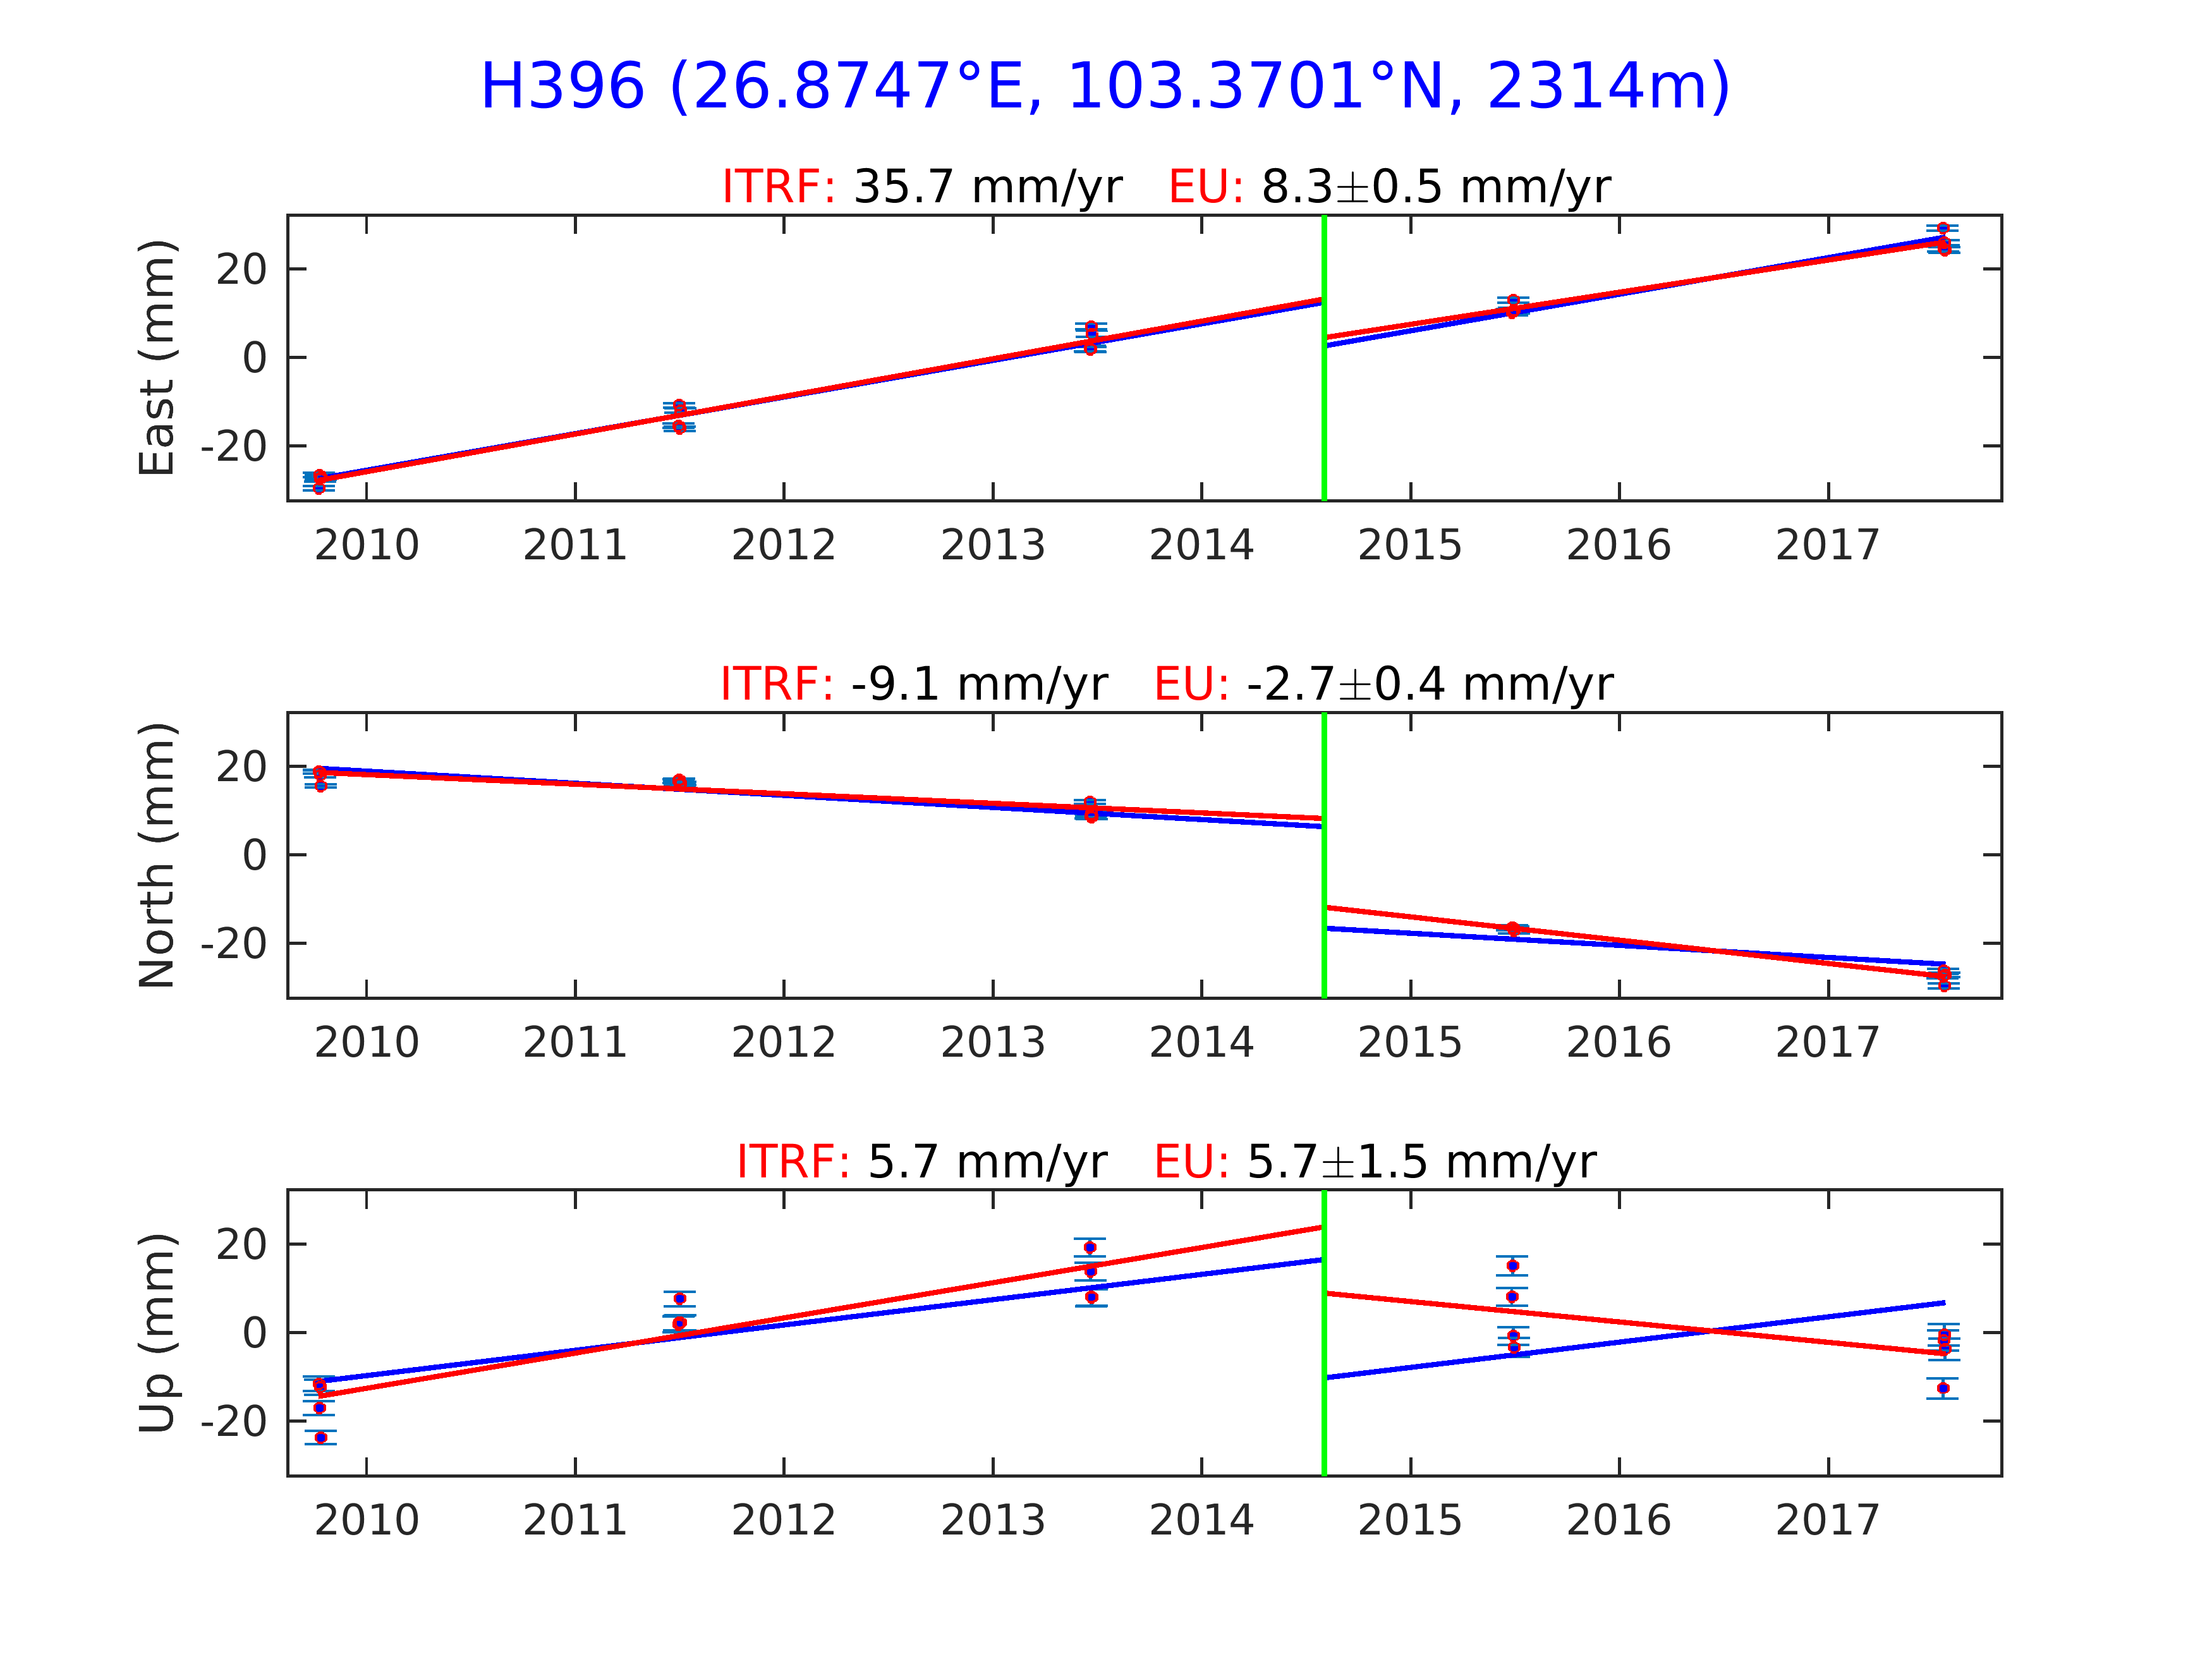 H396 (26.8747°E, 103.3701°N, 2314m)
ITRF: 35.7 mm/yr EU: 8.3±0.5 mm/yr
East (mm)
20
0
-20
2010 2011 2012 2013 2014 2015 2016 2017
ITRF: -9.1 mm/yr EU: -2.7±0.4 mm/yr
North (mm)
20
0
-20
2010 2011 2012 2013 2014 2015 2016 2017
ITRF: 5.7 mm/yr EU: 5.7±1.5 mm/yr
Up (mm)
20
0
-20
2010 2011 2012 2013 2014 2015 2016 2017